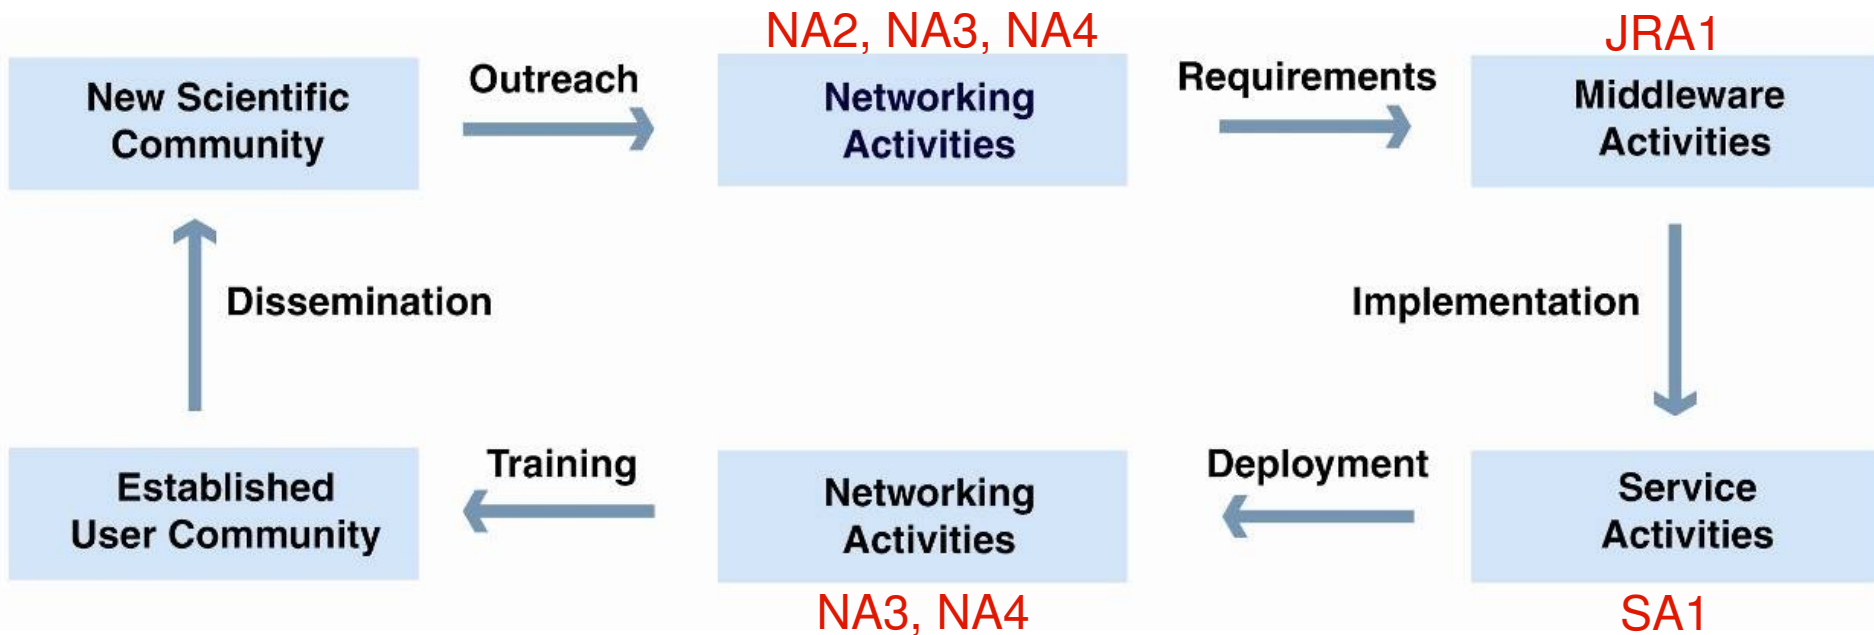 NA2, NA3, NA4
JRA1
New Scientific
Community
Outreach
Networking
Activities
Requirements
Middleware
Activities
Dissemination
Implementation
Established
User Community
Training
Networking
Activities
Deployment
Service
Activities
NA3, NA4
SA1